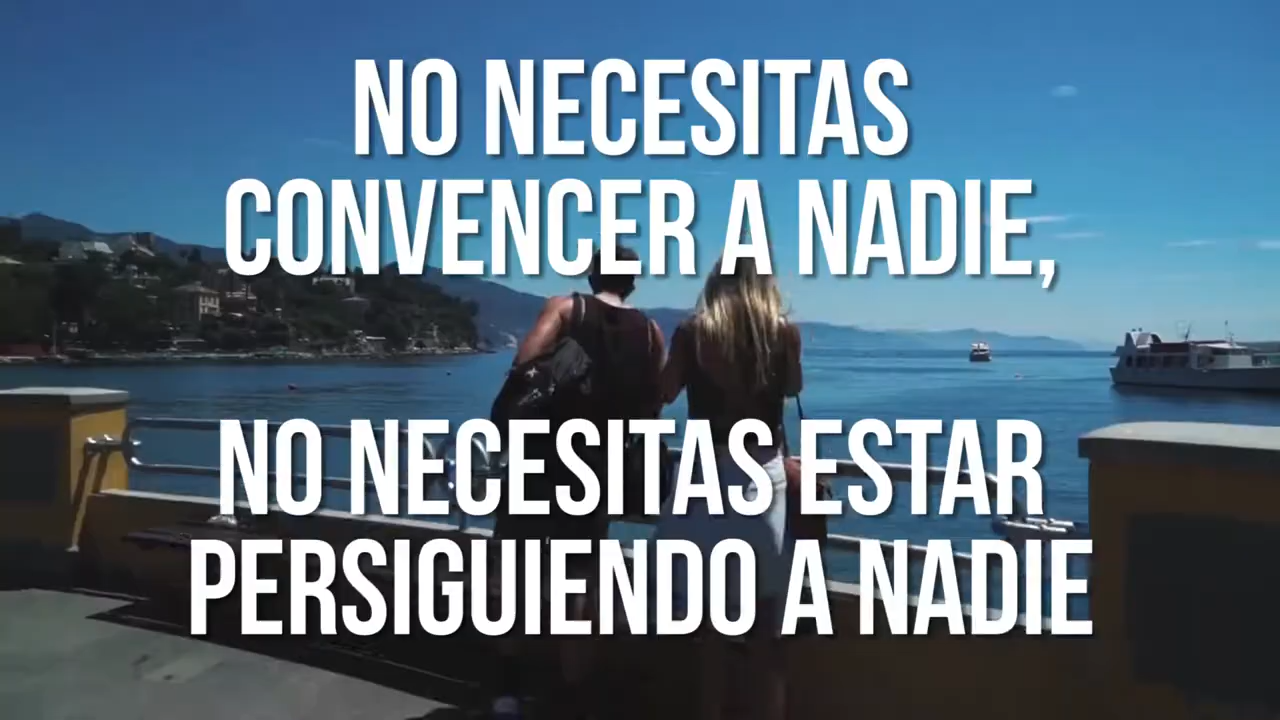 NO NECESITAS
CONVENCER A NADIE,
NO NECESITAS ESTAR
PERSIGUIENDO A NADIE